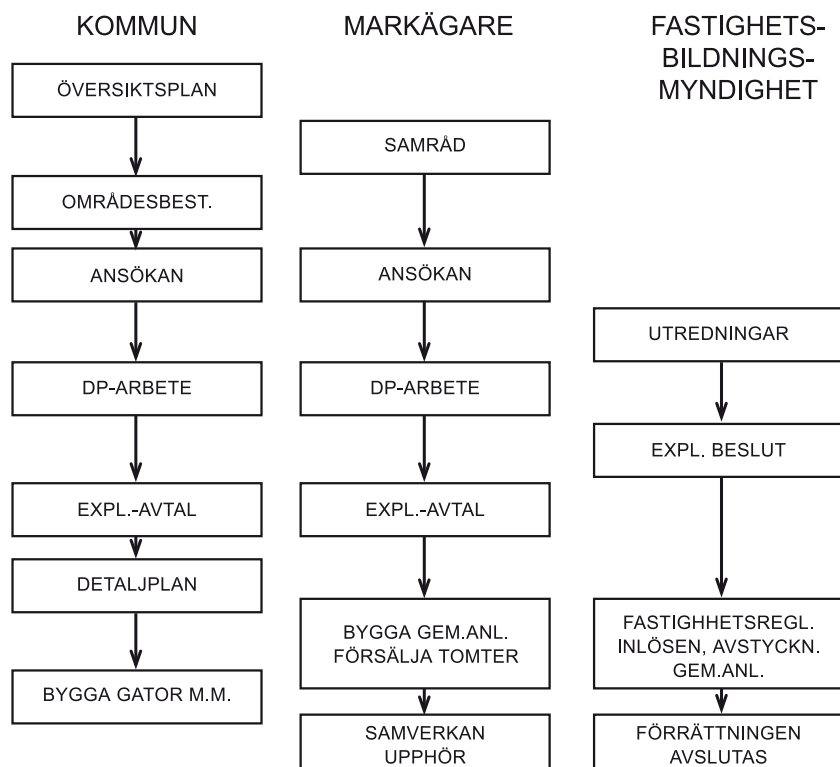 KOMMUN
ÖVERSIKTSPLAN
OMRÅDESBEST.
ANSÖKAN
DP-ARBETE
EXPL.-AVTAL
DETALJPLAN
BYGGA GATOR M.M.
MARKÄGARE
SAMRÅD
ANSÖKAN
DP-ARBETE
EXPL.-AVTAL
BYGGA GEM.ANL.
FÖRSÄLJA TOMTER
SAMVERKAN
UPPHÖR
FASTIGHETS-
BILDNINGS-
MYNDIGHET
UTREDNINGAR
EXPL. BESLUT
FASTIGHHETSREGL.
INLÖSEN, AVSTYCKN.
GEM.ANL.
FÖRRÄTTNINGEN
AVSLUTAS